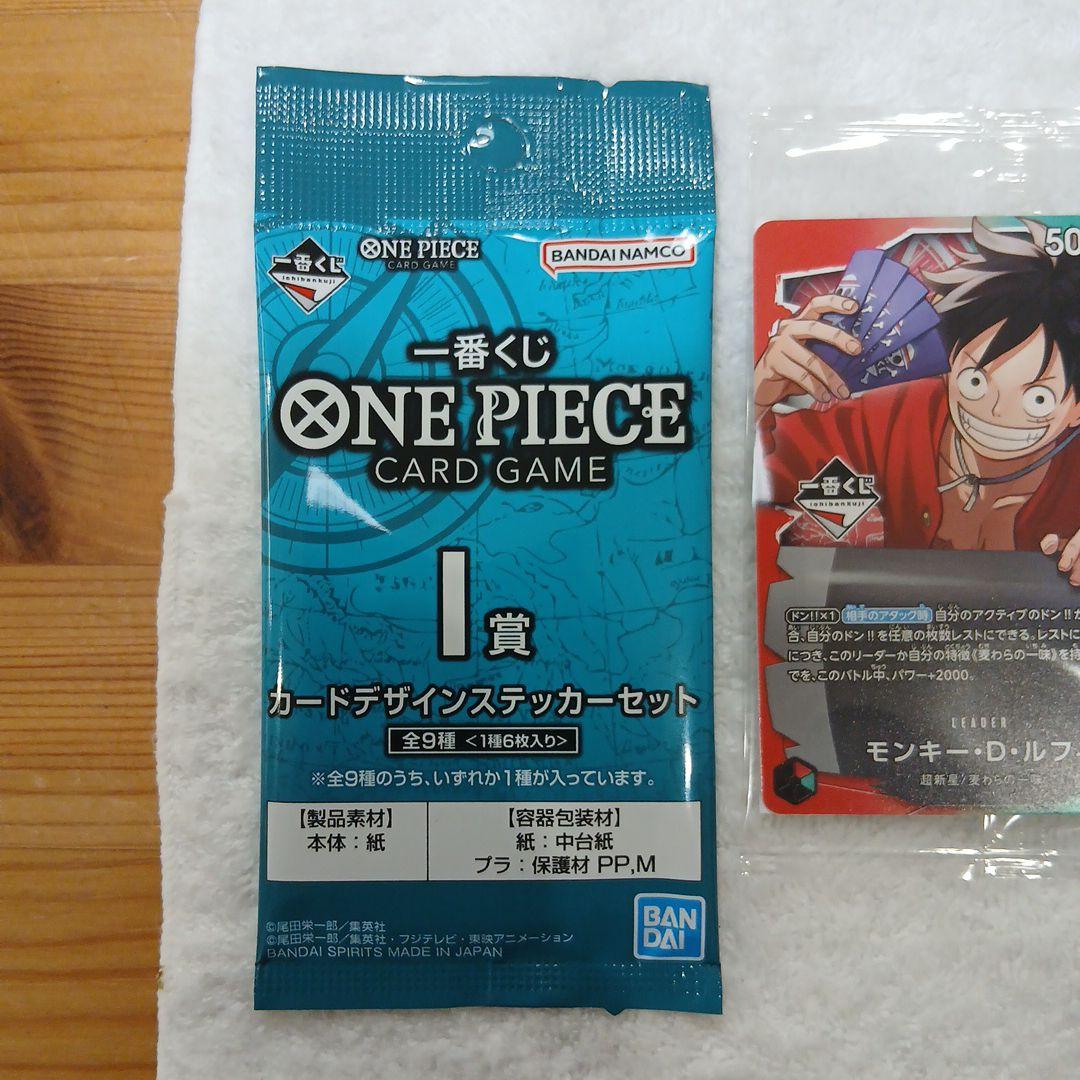 一番くじ
ichibankuji
ONE PIECE
CARD GAME
BANDAI NAMCO
一番くじ
ONE PIECE
CARD GAME
I賞
カードデザインステッカーセット
全9種 <1種6枚入り>
※全9種のうち、いずれか1種が入っています。
【製品素材】
本体：紙
【容器包装材】
紙：中台紙
プラ：保護材 PP,M
©尾田栄一郎／集英社
©尾田栄一郎／集英社・フジテレビ・東映アニメーション
BANDAI SPIRITS MADE IN JAPAN
BAN
DAI
50
一番くじ
ichibankuji
ドン!!×1 相手のアタック時 自分のアクティブのドン!!か
合、自分のドン!!を任意の枚数レストにできる。レストに
につき、このリーダーか自分の特徴《麦わらの一味》を持
でを、このバトル中、パワー+2000。
LEADER
モンキー・D・ルフ
超新星/麦わらの一味